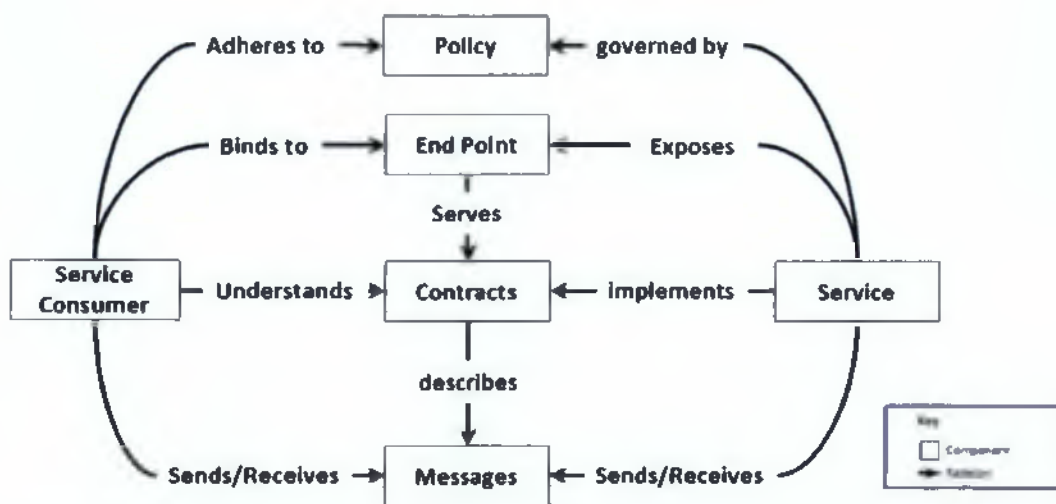 Adheres to
Policy
governed by
Binds to
End Point
Exposes
Serves
Service
Consumer
Understands
Contracts
implements
Service
describes
Sends/Receives
Messages
Sends/Receives
Key
Component